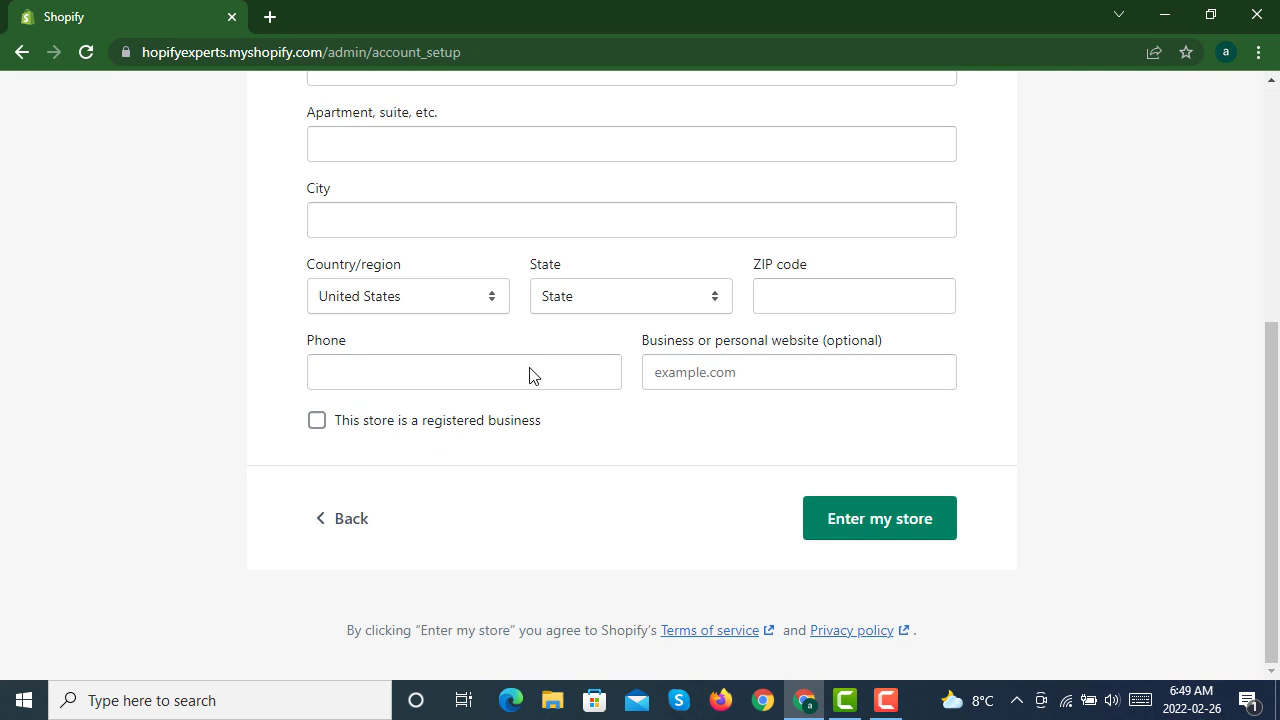 Shopify
hopifyexperts.myshopify.com/admin/account_setup
a
Apartment, suite, etc.
City
Country/region State ZIP code
United States State
Phone Business or personal website (optional)
example.com
This store is a registered business
Back Enter my store
By clicking “Enter my store” you agree to Shopify's Terms of service and Privacy policy .
Type here to search
a
8°C
6:49 AM
2022-02-26
1